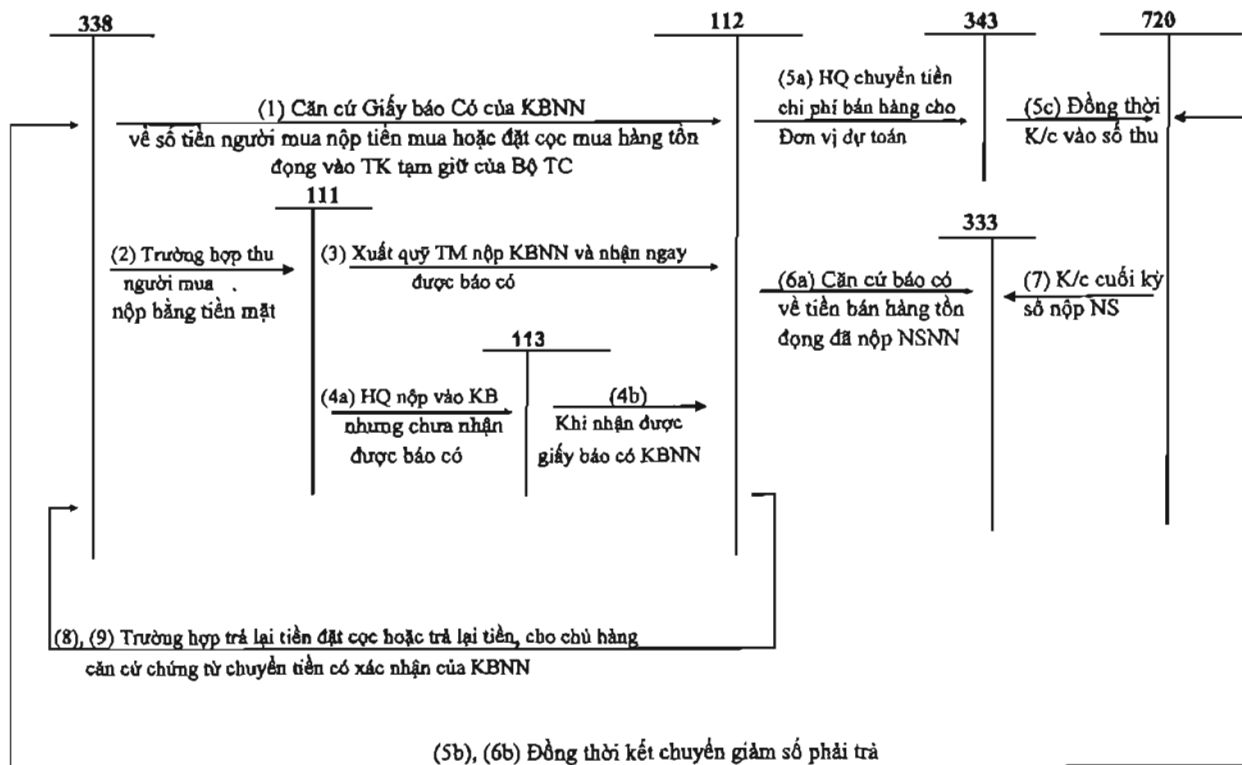 338
112
343
720
(1) Căn cứ Giấy báo Có của KBNN
về số tiền người mua nộp tiền mua hoặc đặt cọc mua hàng tồn
đọng vào TK tạm giữ của Bộ TC
(5a) HQ chuyển tiền
chi phí bán hàng cho
Đơn vị dự toán
(5c) Đồng thời
K/c vào số thu
111
333
(2) Trường hợp thu
người mua
nộp bằng tiền mặt
(3) Xuất quỹ TM nộp KBNN và nhận ngay
được báo có
(6a) Căn cứ báo có
về tiền bán hàng tồn
đọng đã nộp NSNN
(7) K/c cuối kỳ
số nộp NS
113
(4a) HQ nộp vào KB
nhưng chưa nhận
được báo có
(4b)
Khi nhận được
giấy báo có KBNN
(8), (9) Trường hợp trả lại tiền đặt cọc hoặc trả lại tiền, cho chủ hàng
căn cứ chứng từ chuyển tiền có xác nhận của KBNN
(5b), (6b) Đồng thời kết chuyển giảm số phải trả